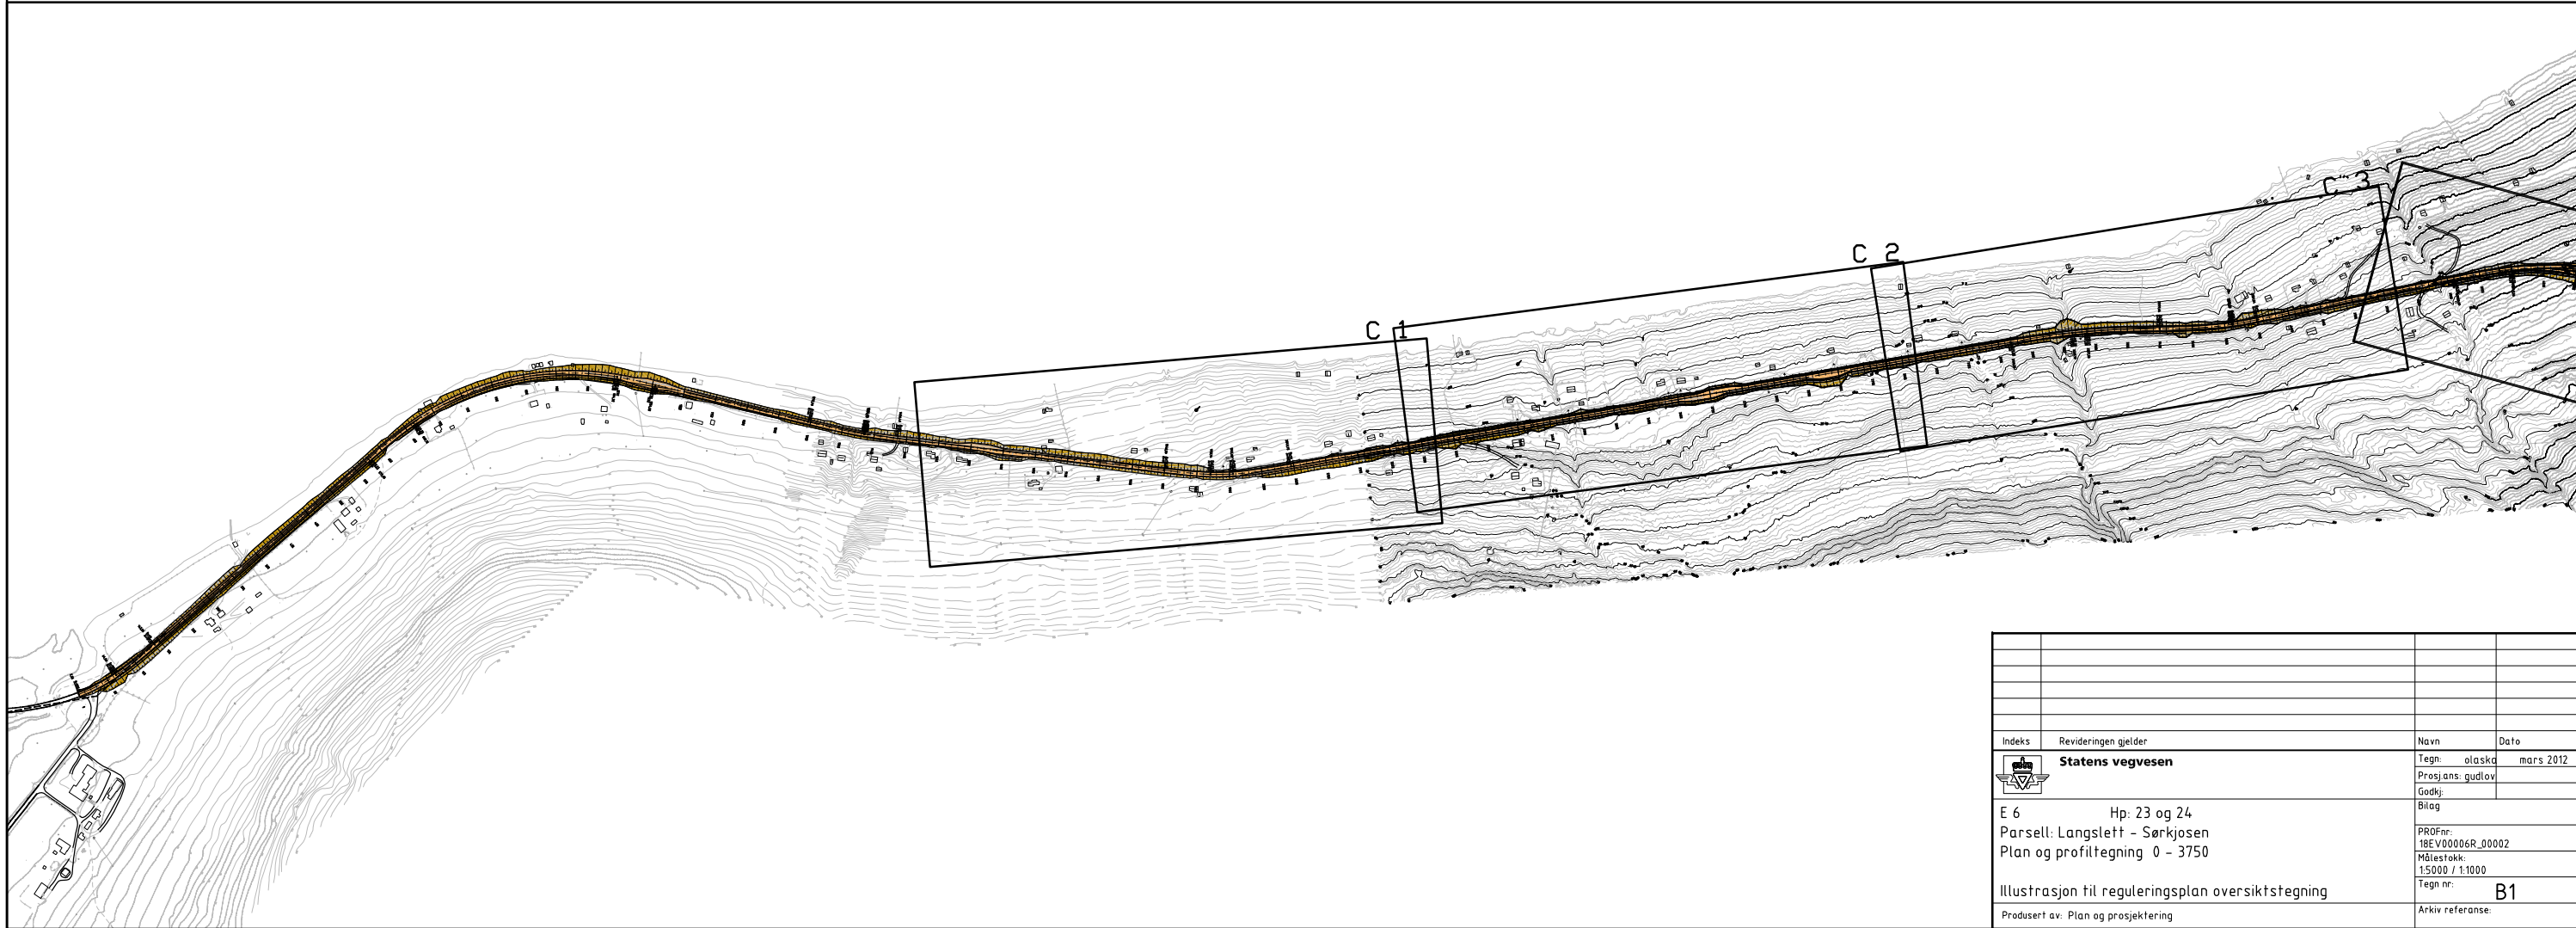 C 1
C 2
C 3
Indeks Revideringen gjelder Navn Dato
Statens vegvesen
Tegn: olaska mars 2012
Prosj.ans: gudlov
Godkj:
E 6 Hp: 23 og 24
Parsell: Langslett - Sørkjosen
Plan og profiltegning 0 - 3750
Illustrasjon til reguleringsplan oversiktstegning
Produsert av: Plan og prosjektering
Bilag
PROFnr:
18EV00006R_00002
Målestokk:
1:5000 / 1:1000
Tegn nr: B1
Arkiv referanse: